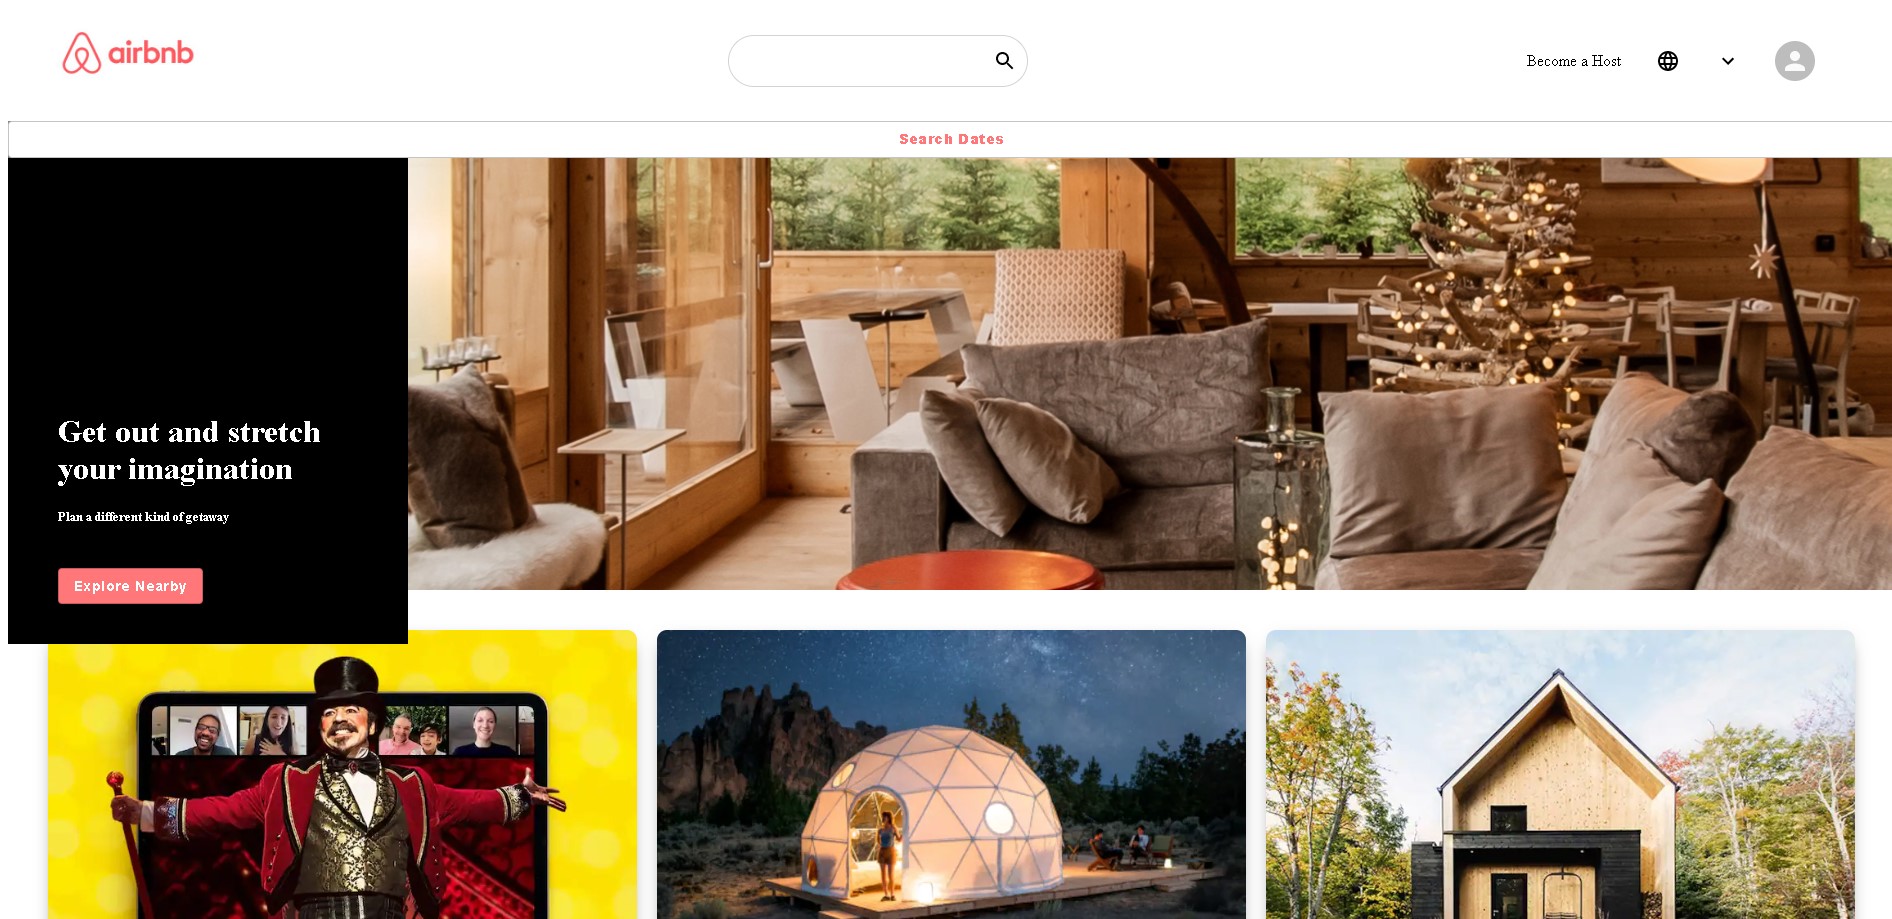 airbnb
Become a Host
Search Dates
Get out and stretch
your imagination
Plan a different kind of getaway
Explore Nearby